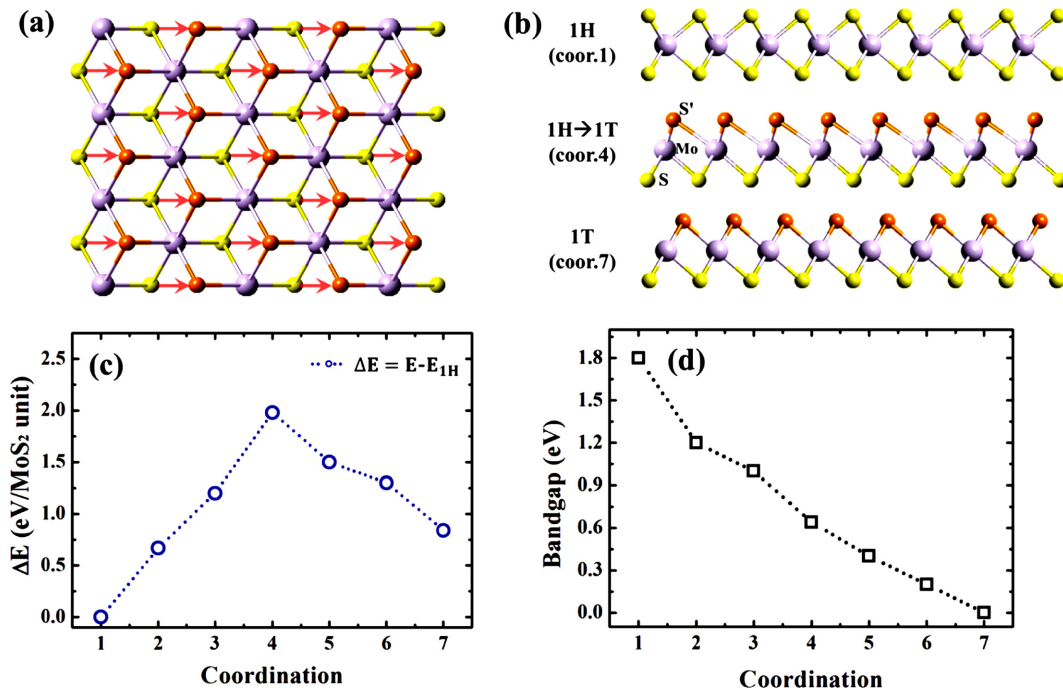 (a)
(b)
1H
(coor.1)
S'
1H→1T
(coor.4)
Mo
S
1T
(coor.7)
(c)
ΔE = E-E₁H
2.5
2.0
1.5
1.0
0.5
0.0
ΔE (eV/MoS₂ unit)
1 2 3 4 5 6 7
Coordination
(d)
1.8
1.5
1.2
0.9
0.6
0.3
0.0
Bandgap (eV)
1 2 3 4 5 6 7
Coordination